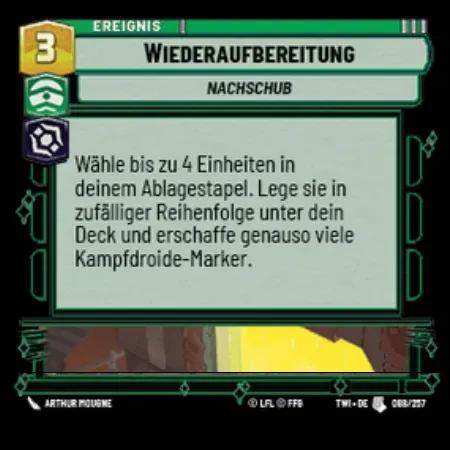 EREIGNIS
3
WIEDERAUFBEREITUNG
NACHSCHUB
Wähle bis zu 4 Einheiten in
deinem Ablagestapel. Lege sie in
zufälliger Reihenfolge unter dein
Deck und erschaffe genauso viele
Kampfdroide-Marker.
ARTHUR MOUGNE
© LFL © FFG
TWI • DE
088/257